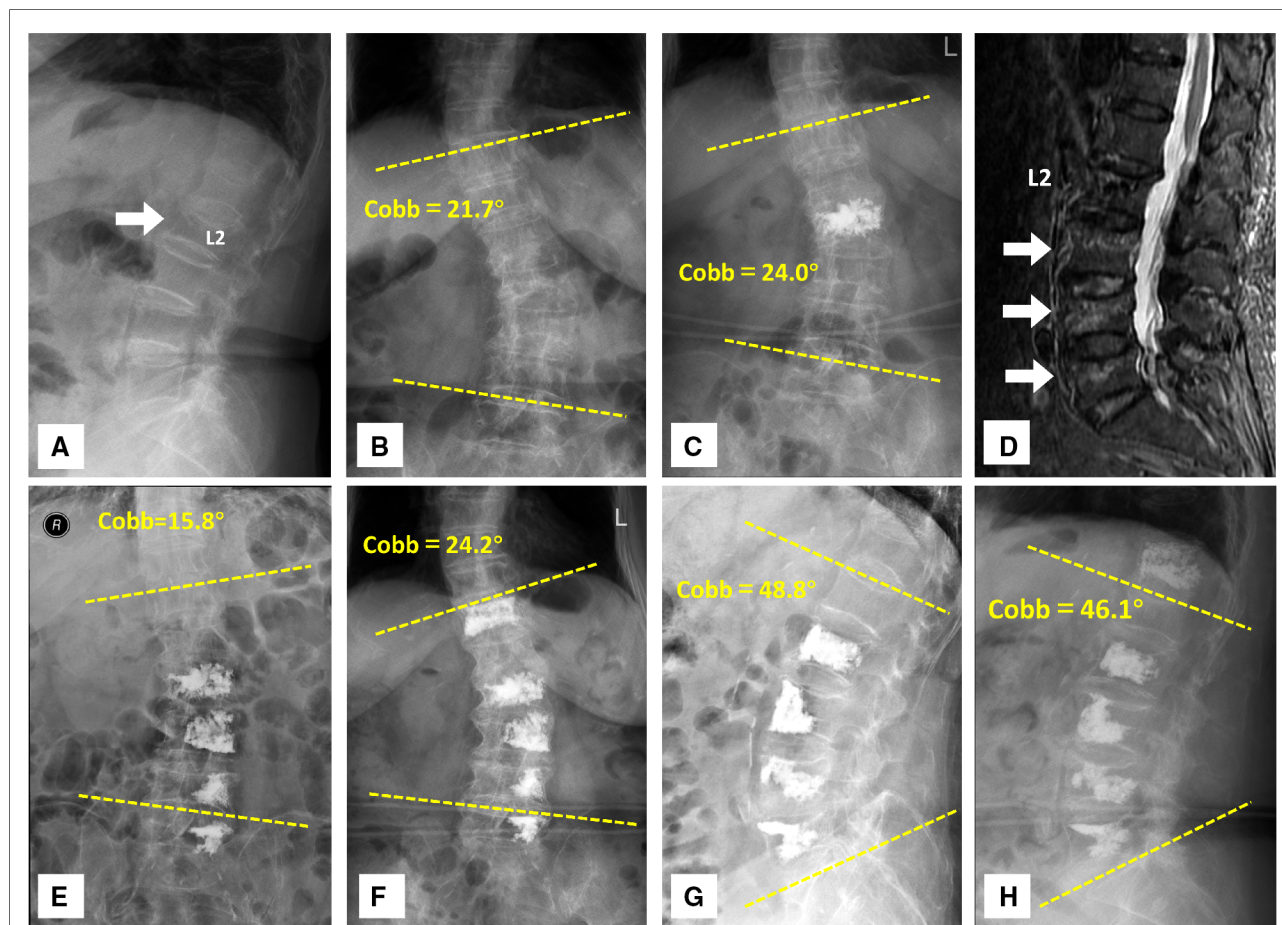 L2
A
Cobb = 21.7°
B
L
Cobb = 24.0°
C
L2
D
R
Cobb=15.8°
E
L
Cobb = 24.2°
F
Cobb = 48.8°
G
Cobb = 46.1°
H